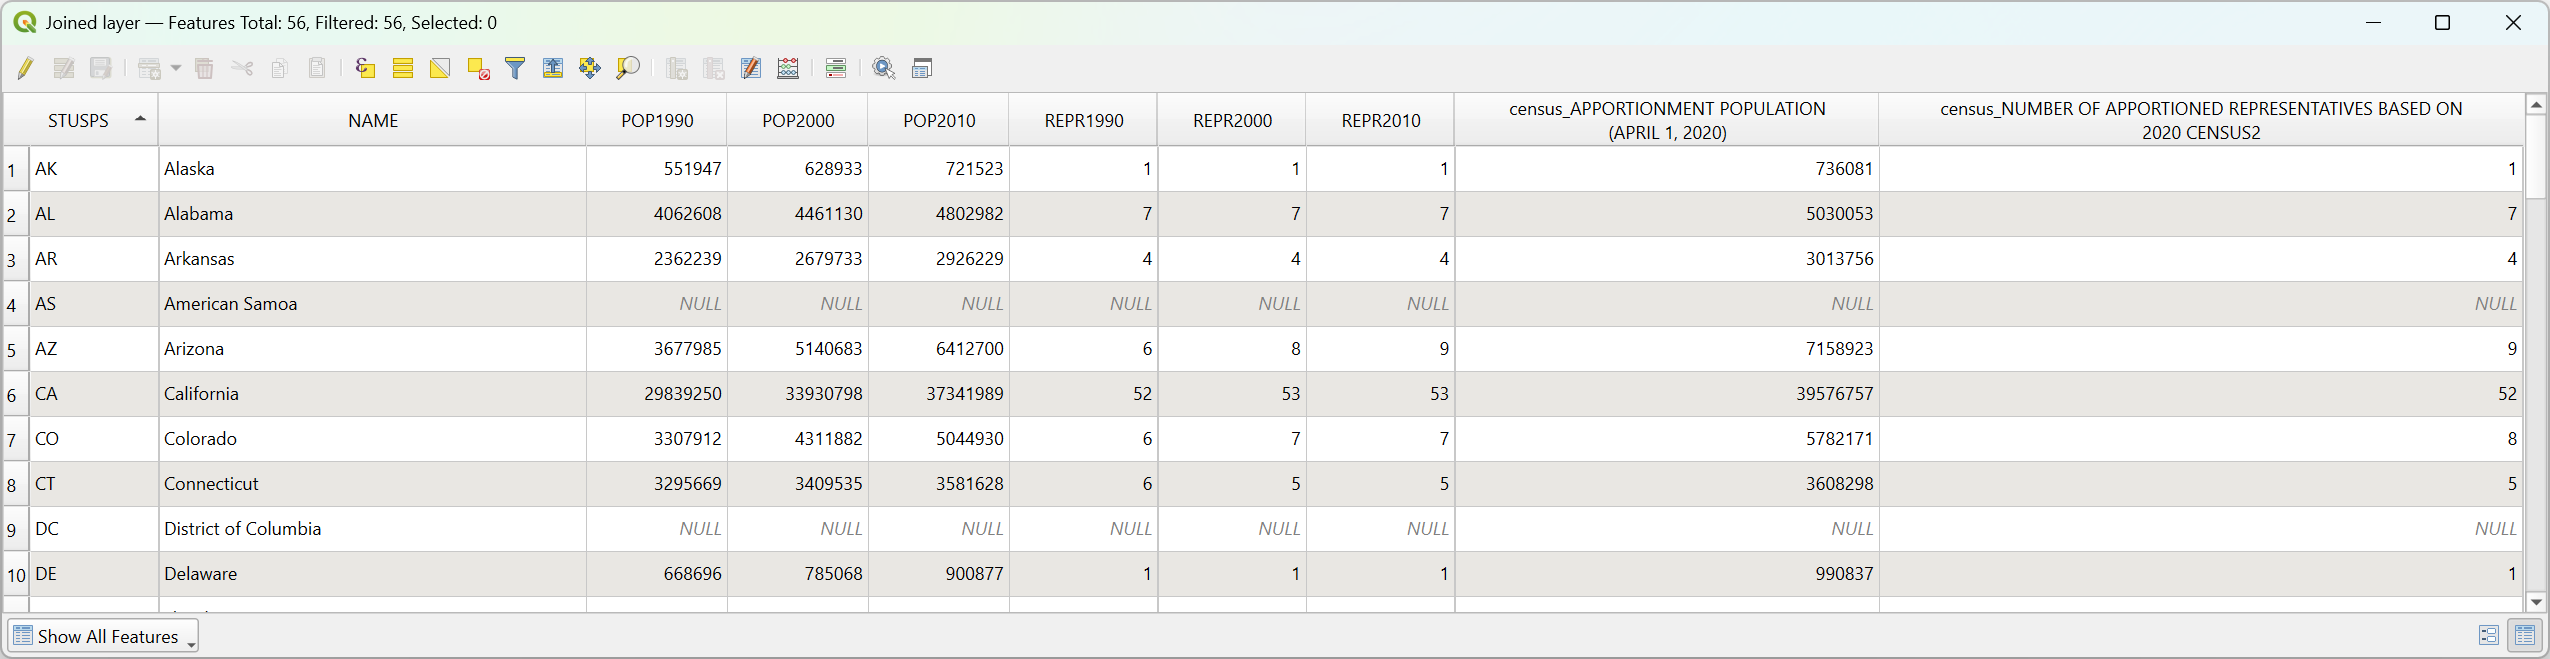 Joined layer — Features Total: 56, Filtered: 56, Selected: 0
STUSPS NAME POP1990 POP2000 POP2010 REPR1990 REPR2000 REPR2010 census_APPORTIONMENT POPULATION (APRIL 1, 2020) census_NUMBER OF APPORTIONED REPRESENTATIVES BASED ON 2020 CENSUS2
1 AK Alaska 551947 628933 721523 1 1 1 736081 1
2 AL Alabama 4062608 4461130 4802982 7 7 7 5030053 7
3 AR Arkansas 2362239 2679733 2926229 4 4 4 3013756 4
4 AS American Samoa NULL NULL NULL NULL NULL NULL NULL NULL
5 AZ Arizona 3677985 5140683 6412700 6 8 9 7158923 9
6 CA California 29839250 33930798 37341989 52 53 53 39576757 52
7 CO Colorado 3307912 4311882 5044930 6 7 7 5782171 8
8 CT Connecticut 3295669 3409535 3581628 6 5 5 3608298 5
9 DC District of Columbia NULL NULL NULL NULL NULL NULL NULL NULL
10 DE Delaware 668696 785068 900877 1 1 1 990837 1
Show All Features